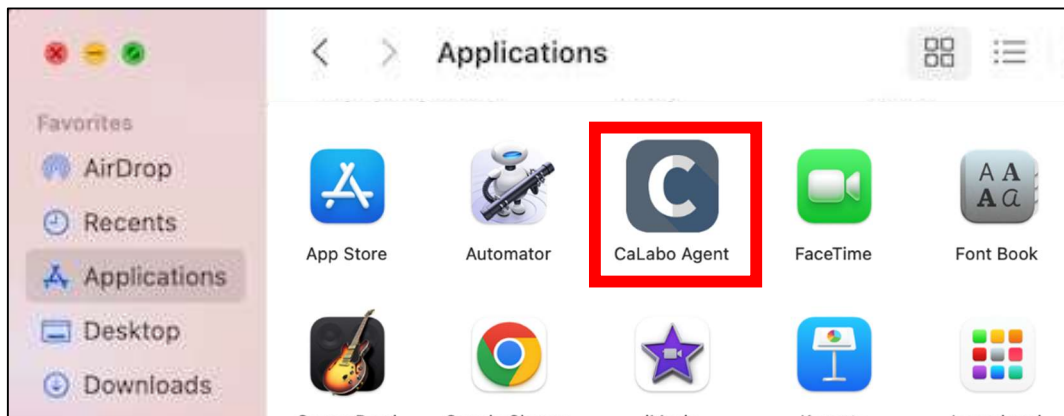 Applications
Favorites
AirDrop
Recents
Applications
Desktop
Downloads
App Store
Automator
CaLabo Agent
FaceTime
A A
A a
Font Book